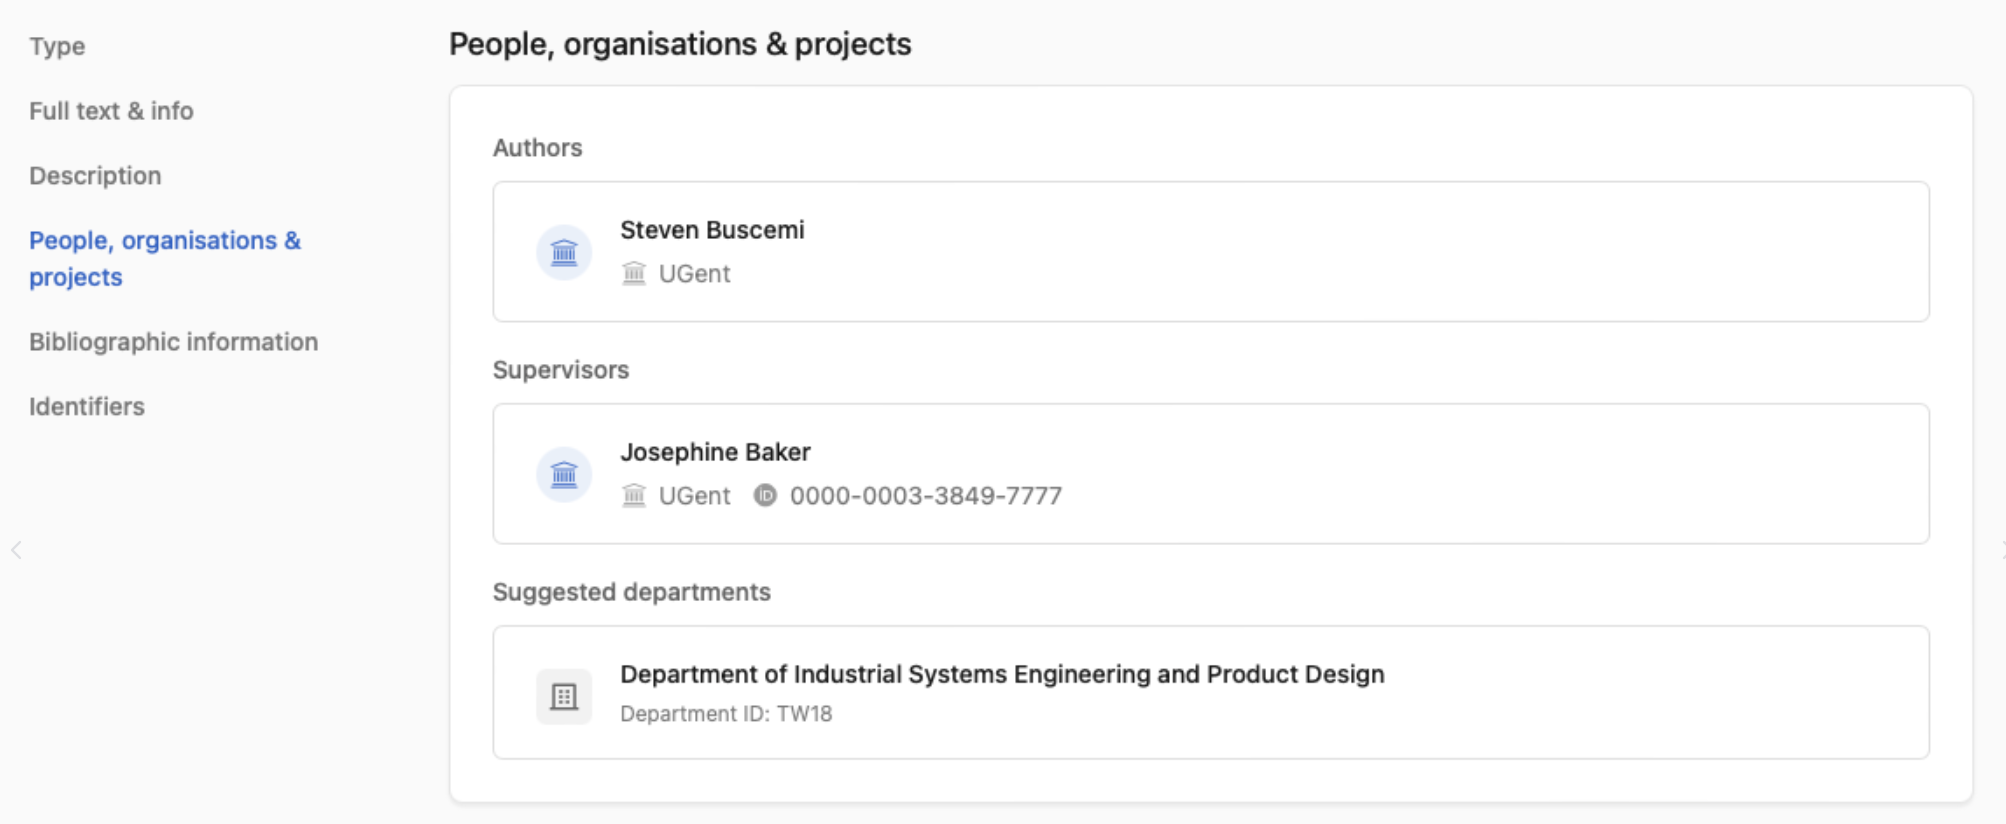 Type
Full text & info
Description
People, organisations &
projects
Bibliographic information
Identifiers
People, organisations & projects
Authors
Steven Buscemi
UGent
Supervisors
Josephine Baker
UGent iD 0000-0003-3849-7777
Suggested departments
Department of Industrial Systems Engineering and Product Design
Department ID: TW18